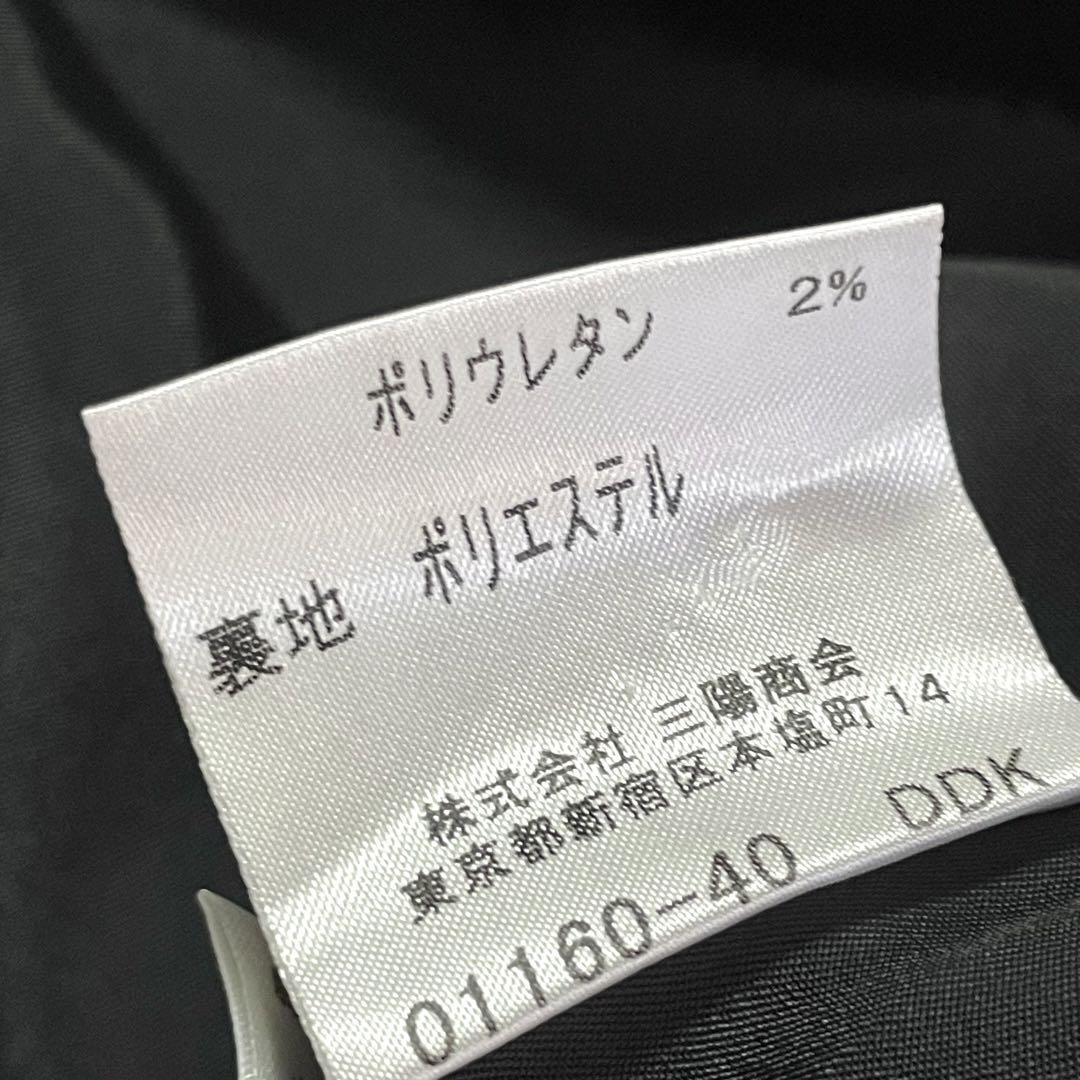 ポリウレタン 2%
裏地 ポリエステル
株式会社 三陽商会
東京都新宿区本塩町14
01160-40 DDK